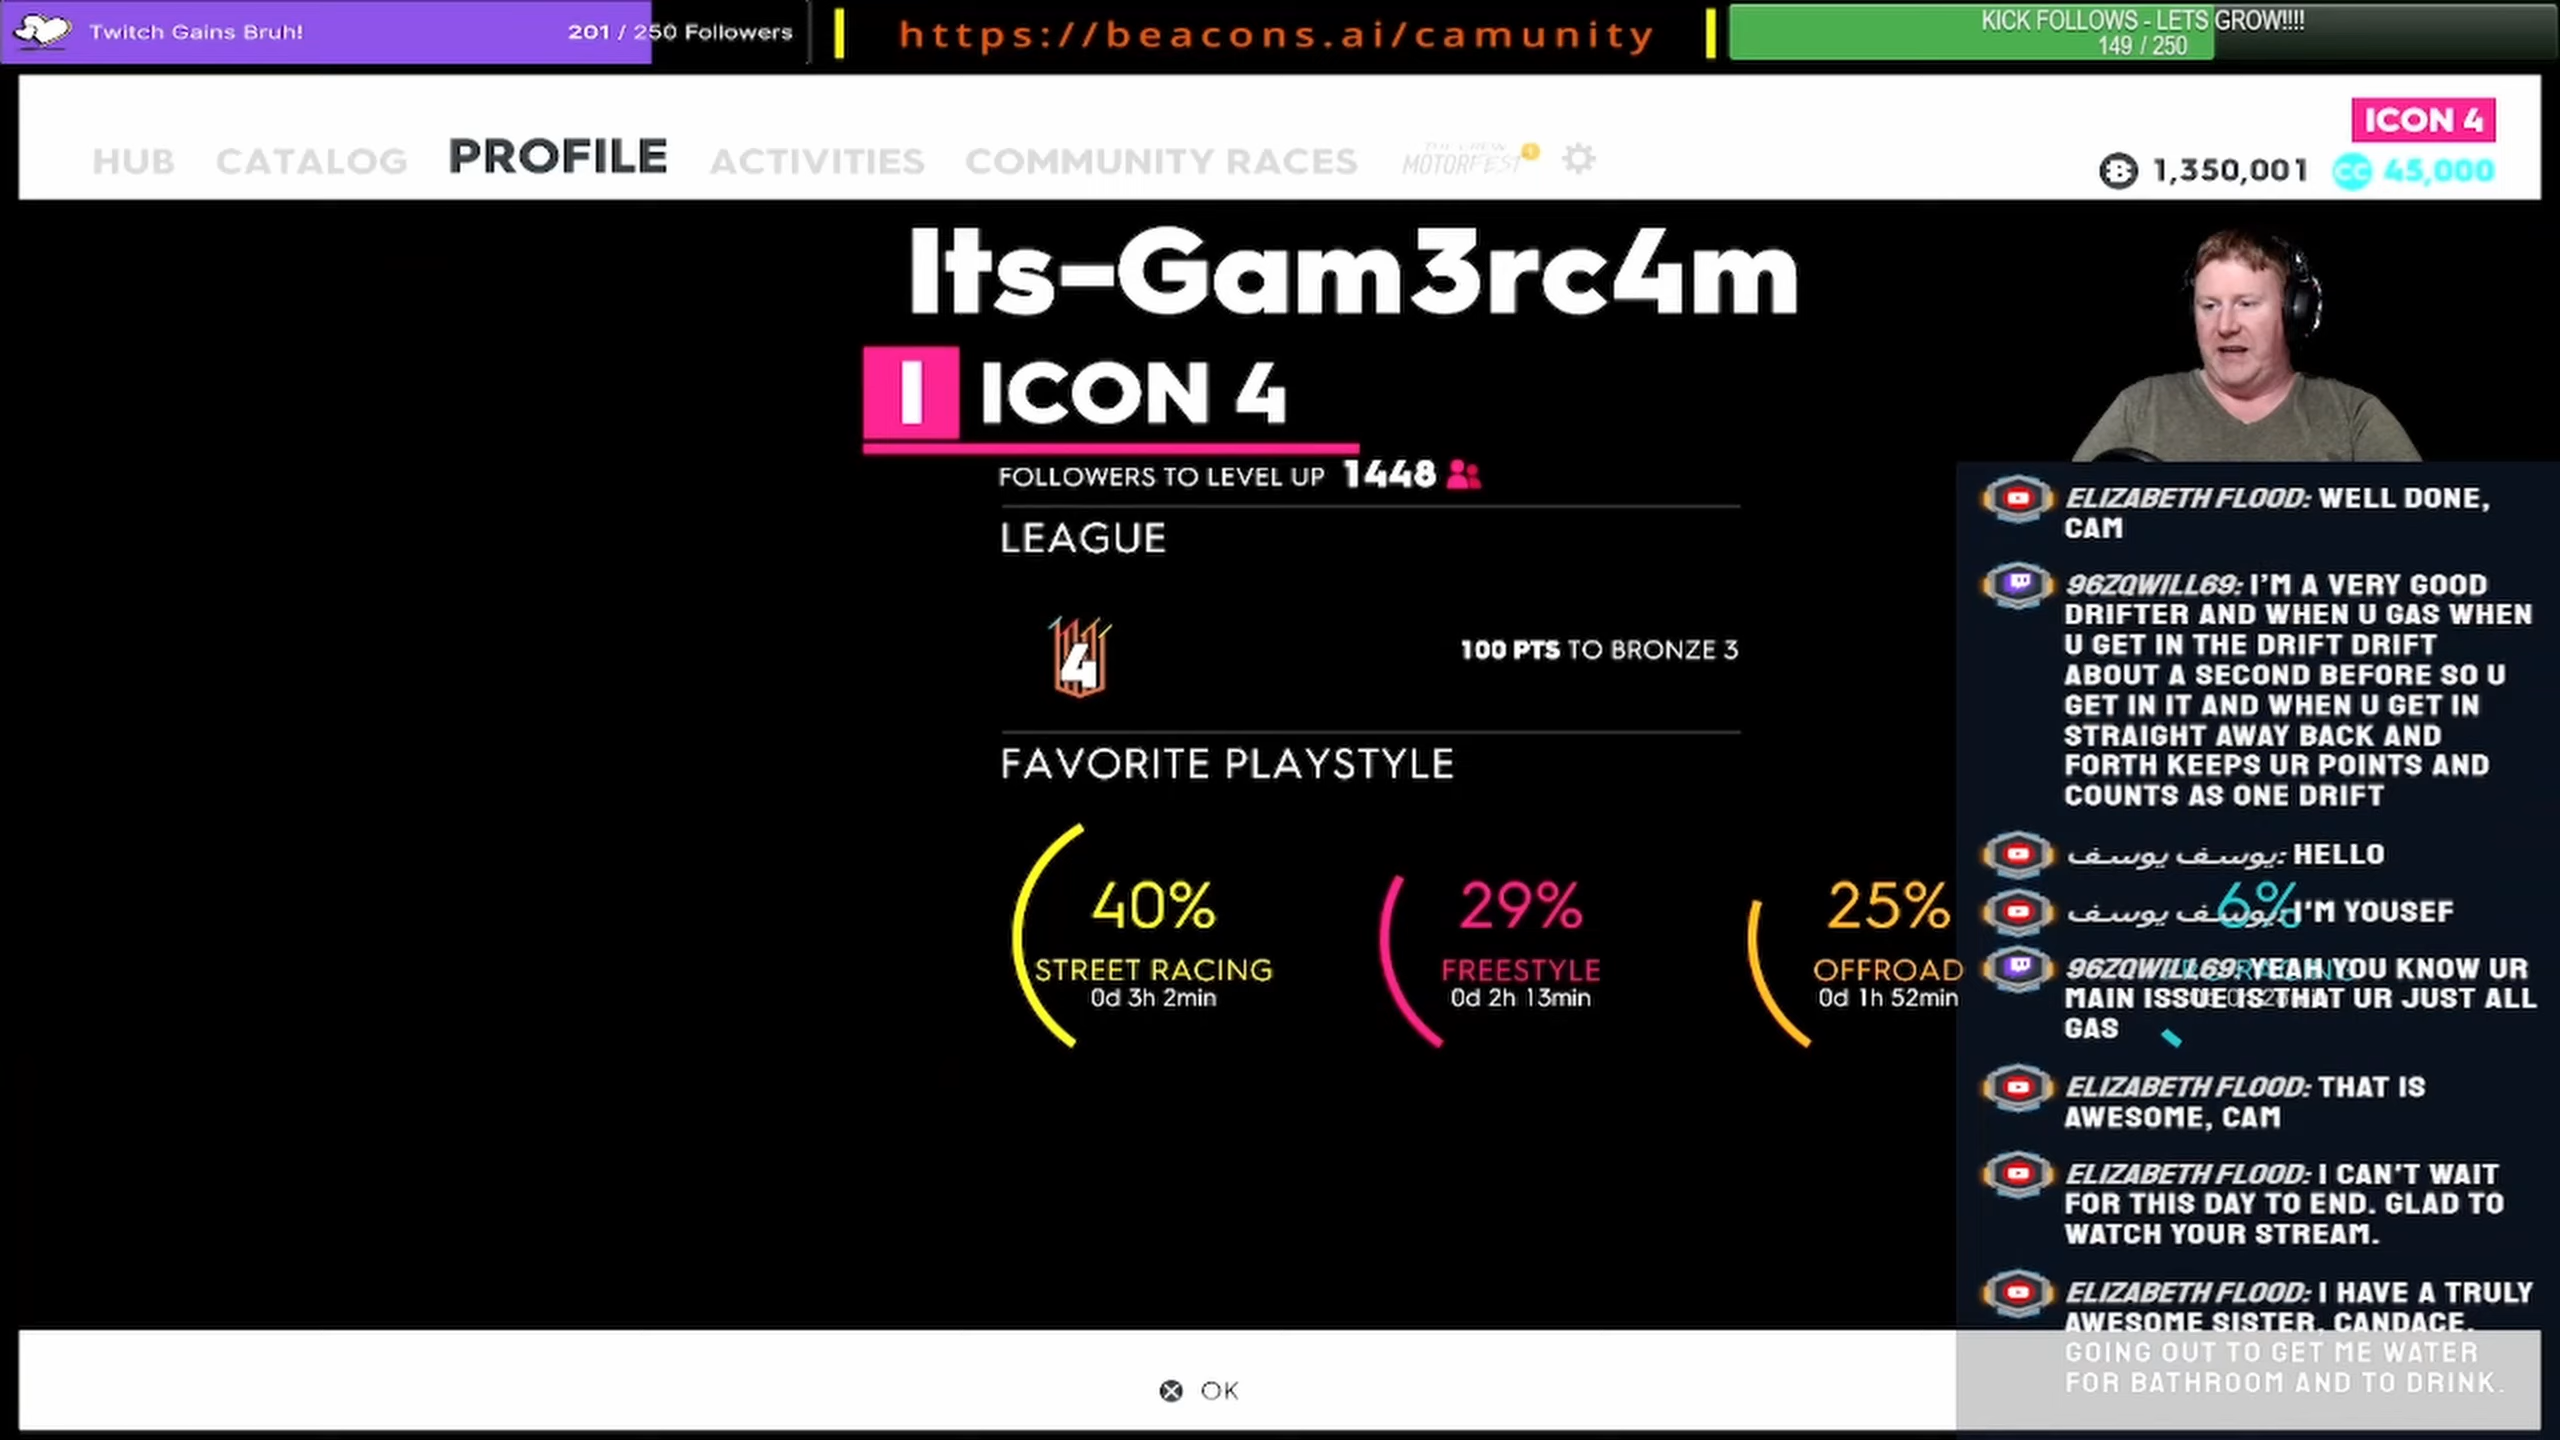 Twitch Gains Bruh!
201 / 250 Followers
https://beacons.ai/camunity
KICK FOLLOWS - LETS GROW!!!!
149 / 250
ICON 4
HUB CATALOG PROFILE ACTIVITIES COMMUNITY RACES THE CREW MOTORFEST
1,350,001 CC 45,000
Its-Gam3rc4m
I ICON 4
FOLLOWERS TO LEVEL UP 1448
LEAGUE
4
100 PTS TO BRONZE 3
FAVORITE PLAYSTYLE
40%
STREET RACING
0d 3h 2min
29%
FREESTYLE
0d 2h 13min
25%
OFFROAD
0d 1h 52min
6%
ELIZABETH FLOOD: WELL DONE,
CAM
96ZQWILL69: I'M A VERY GOOD
DRIFTER AND WHEN U GAS WHEN
U GET IN THE DRIFT DRIFT
ABOUT A SECOND BEFORE SO U
GET IN IT AND WHEN U GET IN
STRAIGHT AWAY BACK AND
FORTH KEEPS UR POINTS AND
COUNTS AS ONE DRIFT
يوسف يوسف: HELLO
يوسف يوسف: I'M YOUSEF
96ZQWILL69: YEAH YOU KNOW UR
MAIN ISSUE IS THAT UR JUST ALL
GAS
ELIZABETH FLOOD: THAT IS
AWESOME, CAM
ELIZABETH FLOOD: I CAN'T WAIT
FOR THIS DAY TO END. GLAD TO
WATCH YOUR STREAM.
ELIZABETH FLOOD: I HAVE A TRULY
AWESOME SISTER, CANDACE,
GOING OUT TO GET ME WATER
FOR BATHROOM AND TO DRINK.
OK